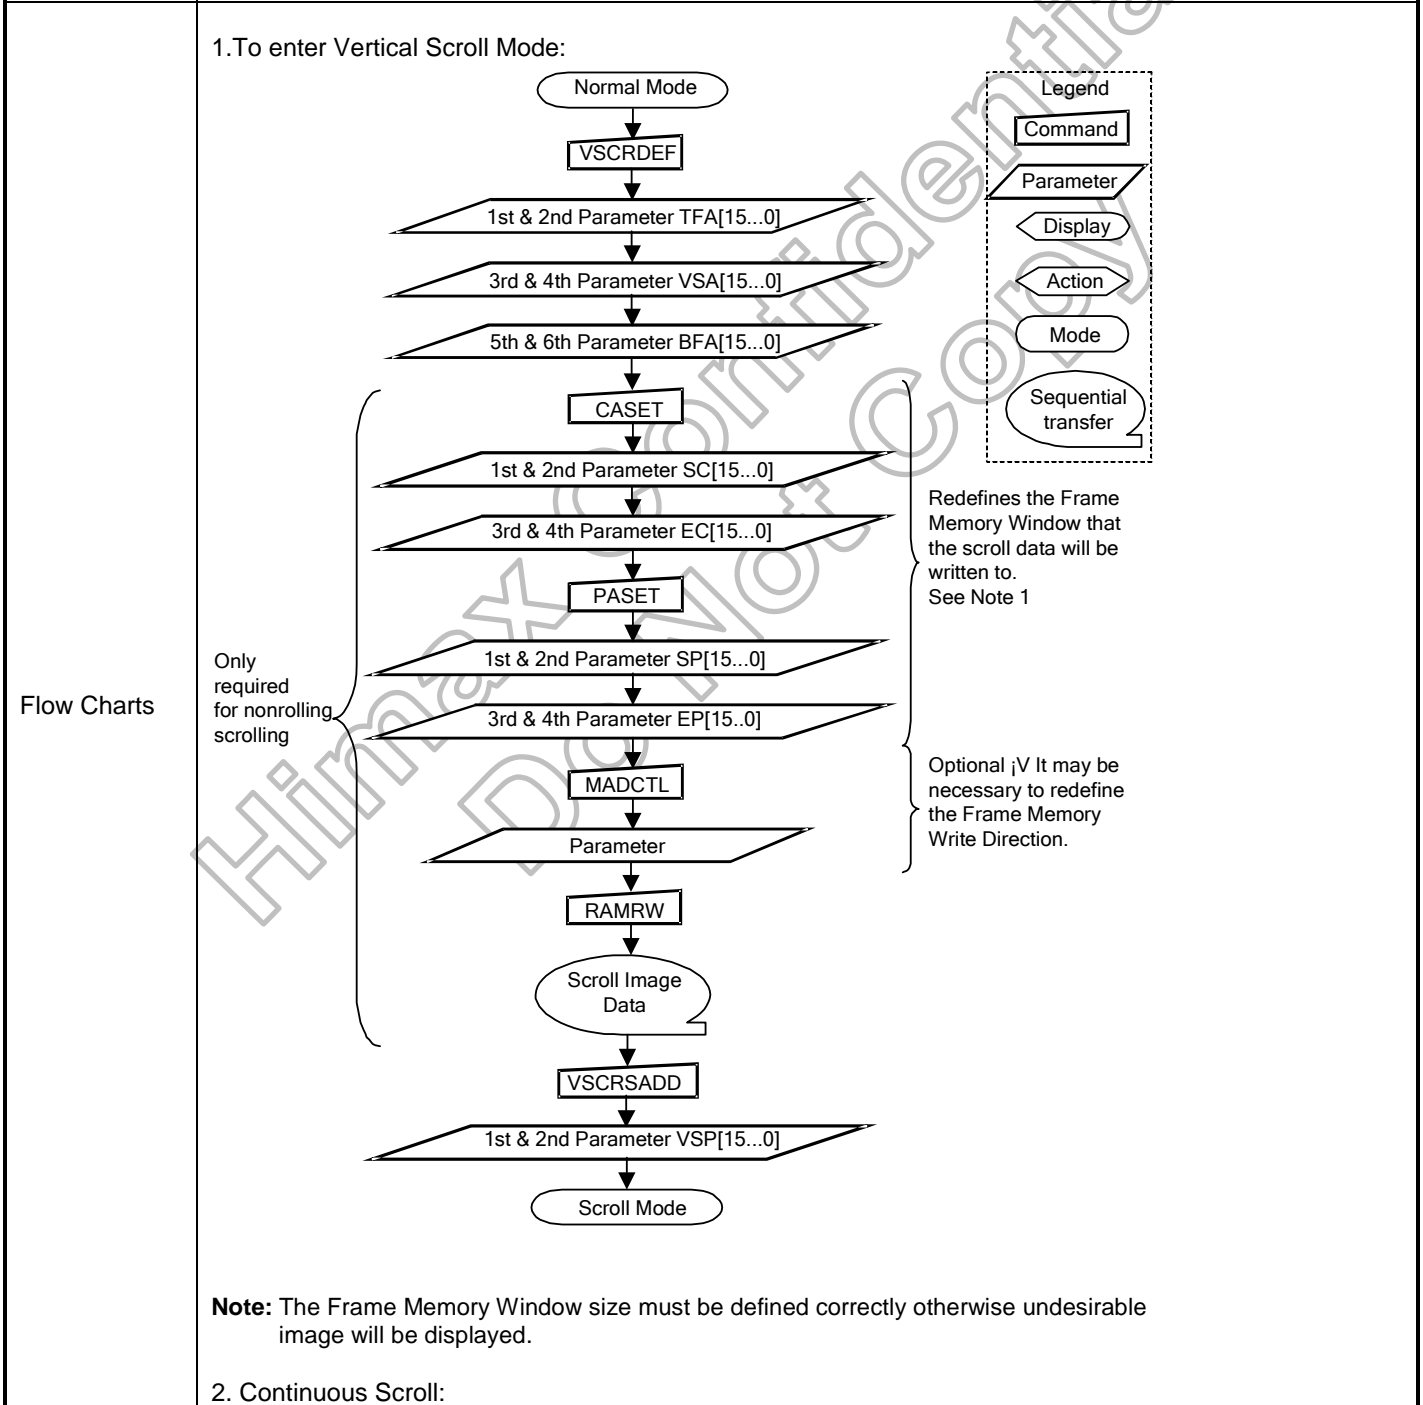 1.To enter Vertical Scroll Mode:
Normal Mode
VSCRDEF
1st & 2nd Parameter TFA[15...0]
3rd & 4th Parameter VSA[15...0]
5th & 6th Parameter BFA[15...0]
CASET
1st & 2nd Parameter SC[15...0]
3rd & 4th Parameter EC[15...0]
PASET
1st & 2nd Parameter SP[15...0]
3rd & 4th Parameter EP[15..0]
MADCTL
Parameter
RAMRW
Scroll Image
Data
VSCRSADD
1st & 2nd Parameter VSP[15...0]
Scroll Mode
Legend
Command
Parameter
Display
Action
Mode
Sequential
transfer
Redefines the Frame
Memory Window that
the scroll data will be
written to.
See Note 1
Optional ¡V It may be
necessary to redefine
the Frame Memory
Write Direction.
Only
required
for nonrolling
scrolling
Flow Charts
Note: The Frame Memory Window size must be defined correctly otherwise undesirable
image will be displayed.
2. Continuous Scroll:
Himax Confidential
Do Not Copy